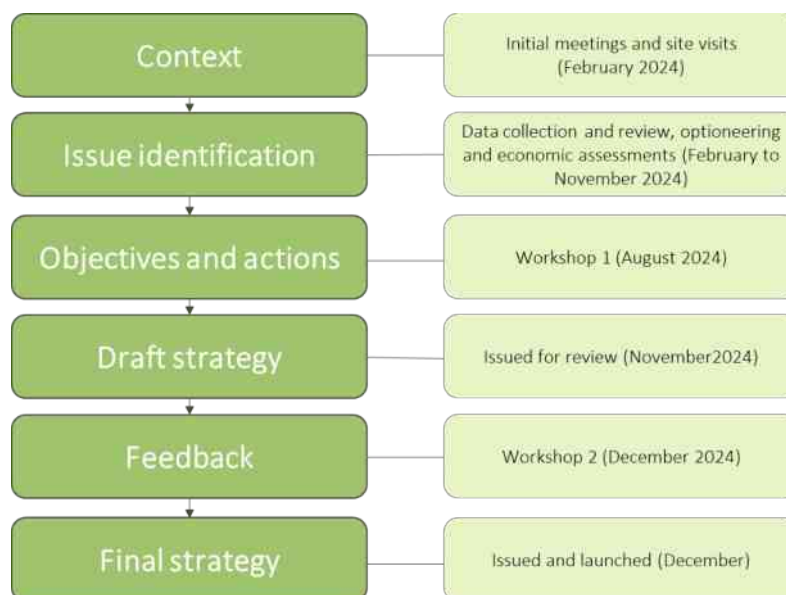 Context
Initial meetings and site visits
(February 2024)
Issue identification
Data collection and review, optioneering
and economic assessments (February to
November 2024)
Objectives and actions
Workshop 1 (August 2024)
Draft strategy
Issued for review (November2024)
Feedback
Workshop 2 (December 2024)
Final strategy
Issued and launched (December)